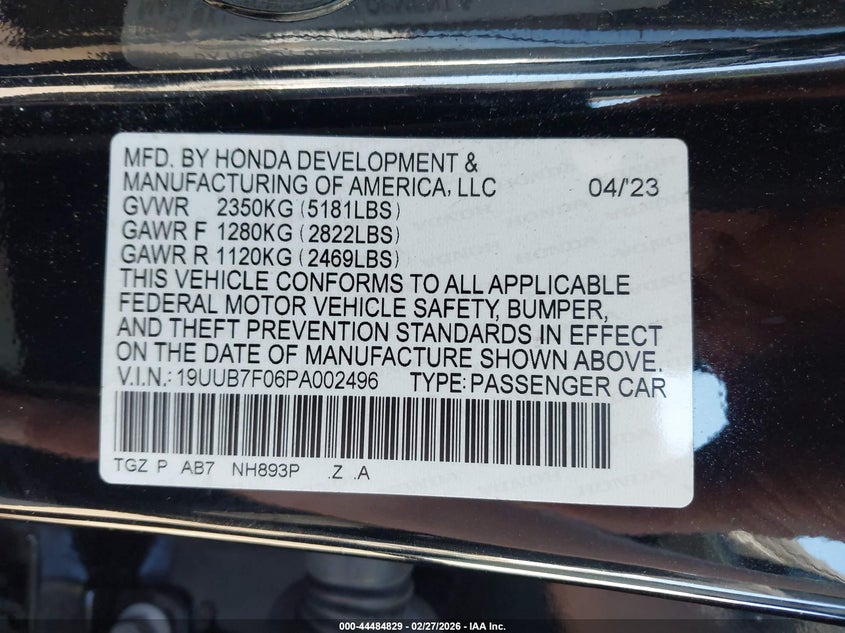 MFD. BY HONDA DEVELOPMENT &
MANUFACTURING OF AMERICA, LLC 04/'23
GVWR 2350KG (5181LBS)
GAWR F 1280KG (2822LBS)
GAWR R 1120KG (2469LBS)
THIS VEHICLE CONFORMS TO ALL APPLICABLE
FEDERAL MOTOR VEHICLE SAFETY, BUMPER,
AND THEFT PREVENTION STANDARDS IN EFFECT
ON THE DATE OF MANUFACTURE SHOWN ABOVE.
V.I.N.: 19UUB7F06PA002496 TYPE: PASSENGER CAR
TGZ P AB7 NH893P .Z .A
000-44484829 - 02/27/2026 - IAA Inc.